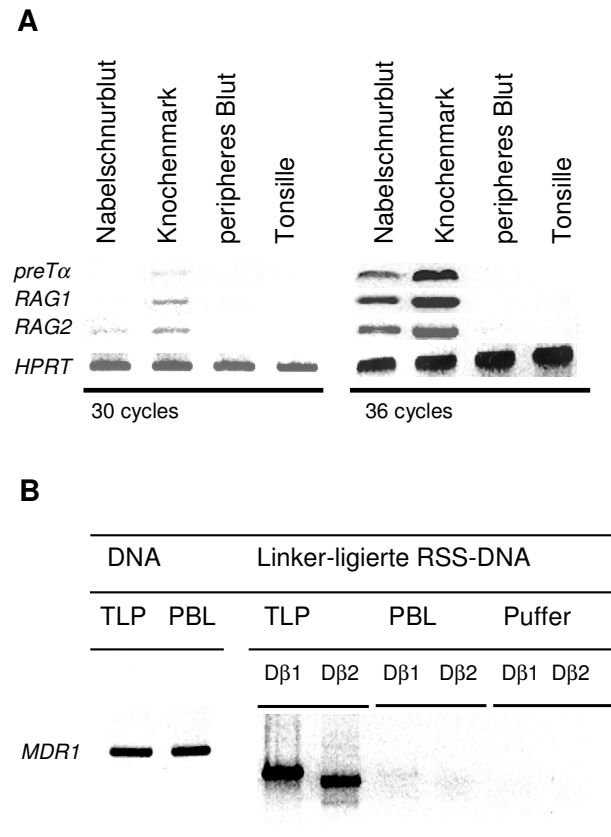 A
Nabelschnurblut
Knochenmark
peripheres Blut
Tonsille
Nabelschnurblut
Knochenmark
peripheres Blut
Tonsille
preTα
RAG1
RAG2
HPRT
30 cycles
36 cycles
B
DNA Linker-ligierte RSS-DNA
TLP PBL TLP PBL Puffer
Dβ1 Dβ2 Dβ1 Dβ2 Dβ1 Dβ2
MDR1